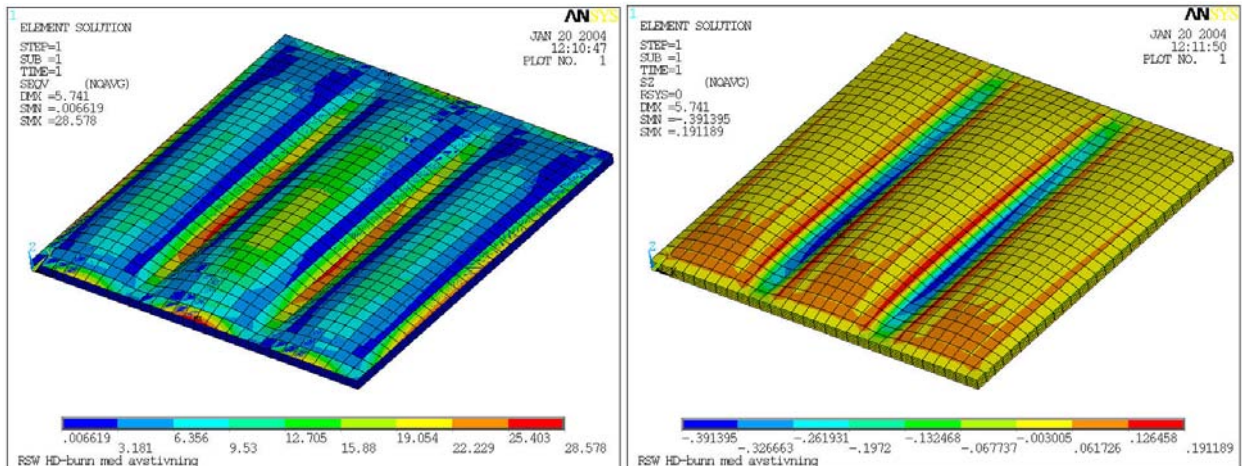 1
ANSYS
ELEMENT SOLUTION
JAN 20 2004
12:10:47
PLOT NO. 1
STEP=1
SUB =1
TIME=1
SEQV (NOAVG)
DMX =5.741
SMN =.006619
SMX =28.578
Z
.006619 6.356 12.705 19.054 25.403
3.181 9.53 15.88 22.229 28.578
RSW HD-bunn med avstivning
1
ANSYS
ELEMENT SOLUTION
JAN 20 2004
12:11:50
PLOT NO. 1
STEP=1
SUB =1
TIME=1
SZ (NOAVG)
RSYS=0
DMX =5.741
SMN =-.391395
SMX =.191189
Z
-.391395 -.261931 -.132468 -.003005 .126458
-.326663 -.1972 -.067737 .061726 .191189
RSW HD-bunn med avstivning